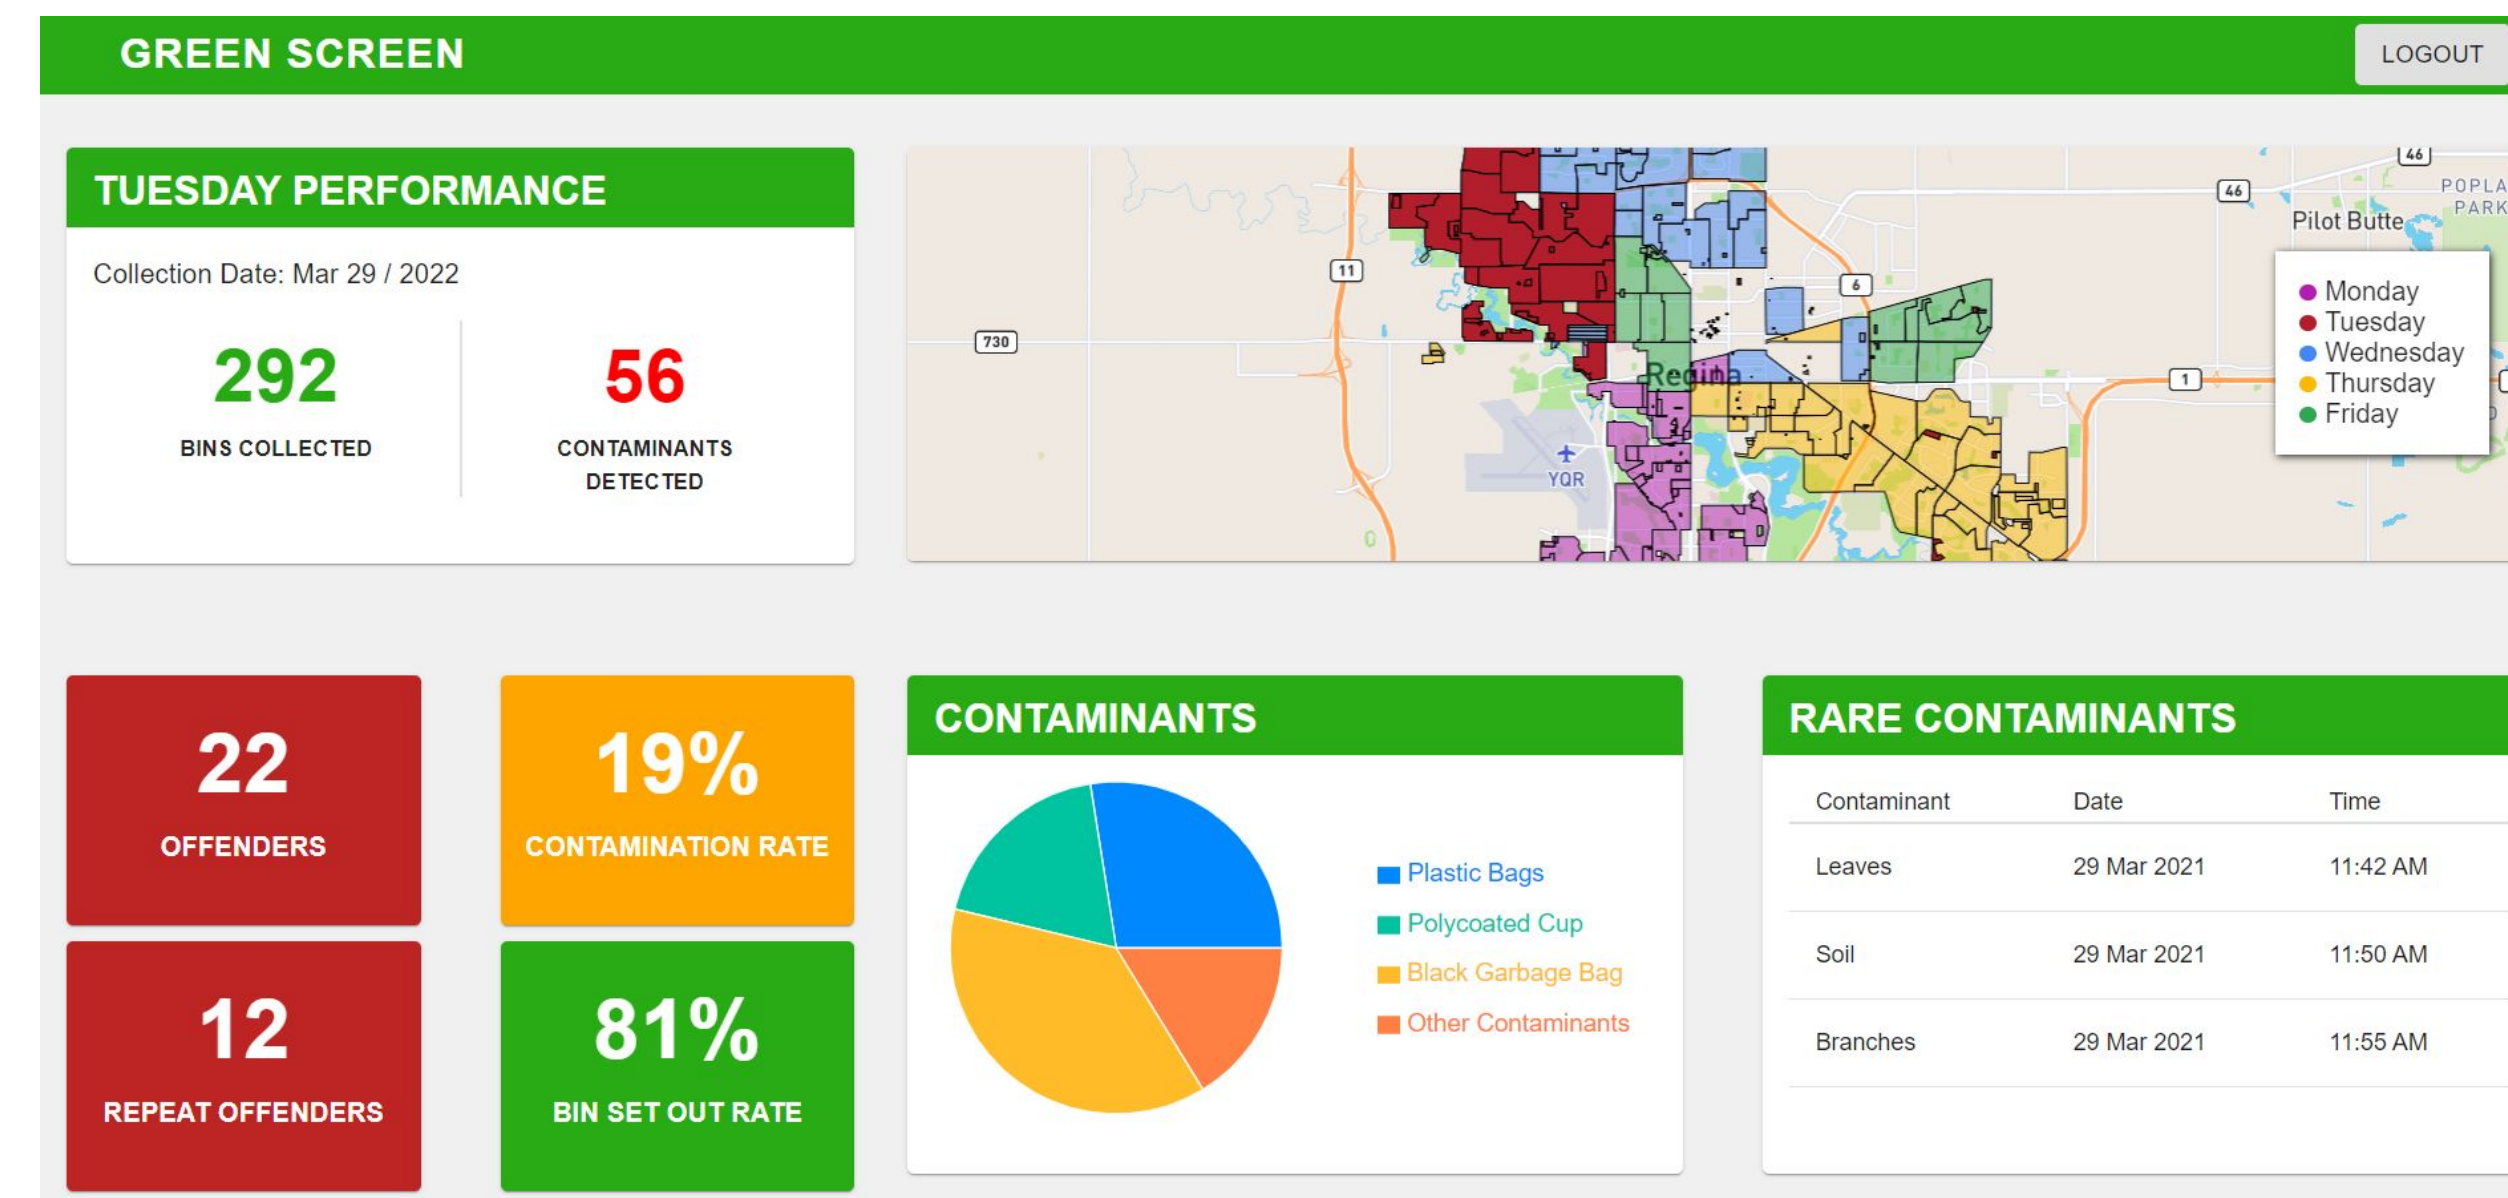 GREEN SCREEN
LOGOUT
TUESDAY PERFORMANCE
Collection Date: Mar 29 / 2022
292
BINS COLLECTED
56
CONTAMINANTS
DETECTED
46
46
Pilot Butte
11
6
730
1
Regina
YQR
Monday
Tuesday
Wednesday
Thursday
Friday
22
OFFENDERS
19%
CONTAMINATION RATE
12
REPEAT OFFENDERS
81%
BIN SET OUT RATE
CONTAMINANTS
Plastic Bags
Polycoated Cup
Black Garbage Bag
Other Contaminants
RARE CONTAMINANTS
Contaminant Date Time
Leaves 29 Mar 2021 11:42 AM
Soil 29 Mar 2021 11:50 AM
Branches 29 Mar 2021 11:55 AM